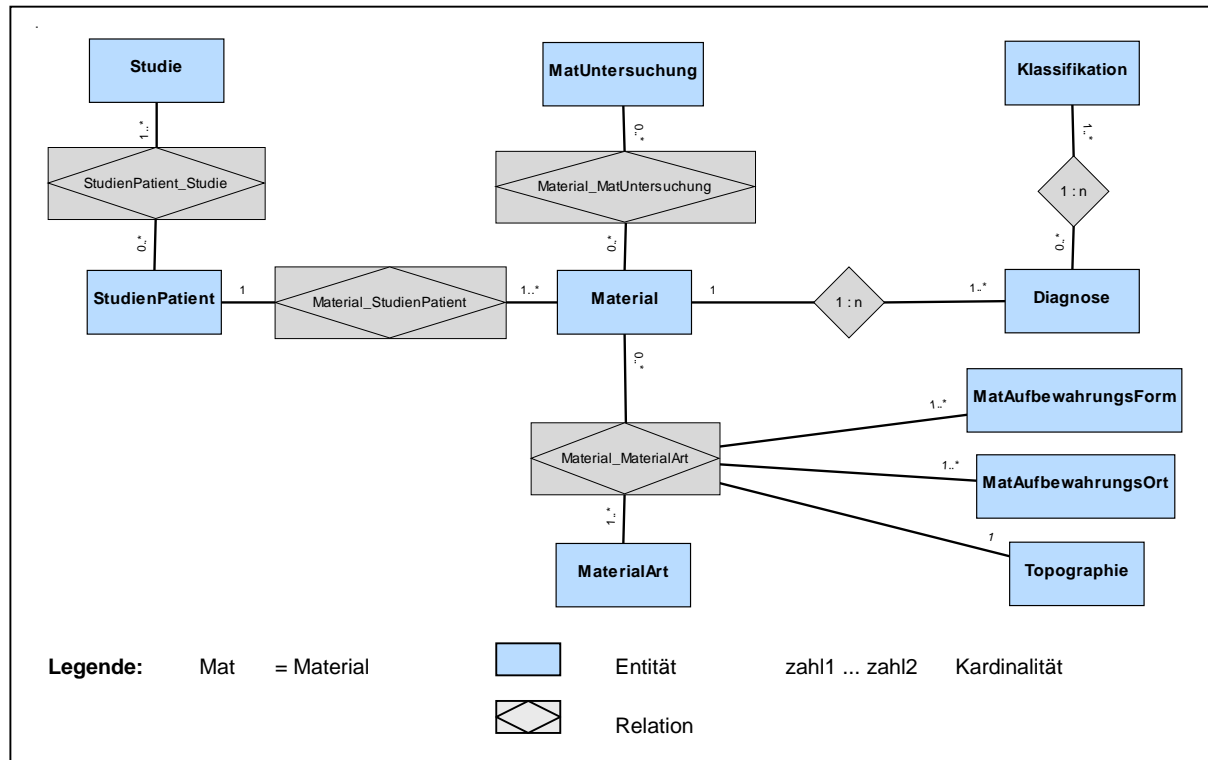 Studie
MatUntersuchung
Klassifikation
1..*
0..*
1..*
StudienPatient_Studie
Material_MatUntersuchung
1 : n
0..*
0..*
0..*
StudienPatient
1
Material_StudienPatient
1..*
Material
1
1 : n
1..*
Diagnose
0..*
MatAufbewahrungsForm
1..*
Material_MaterialArt
1..*
MatAufbewahrungsOrt
1..*
1
MaterialArt
Topographie
Legende: Mat = Material
Entität
zahl1 ... zahl2 Kardinalität
Relation